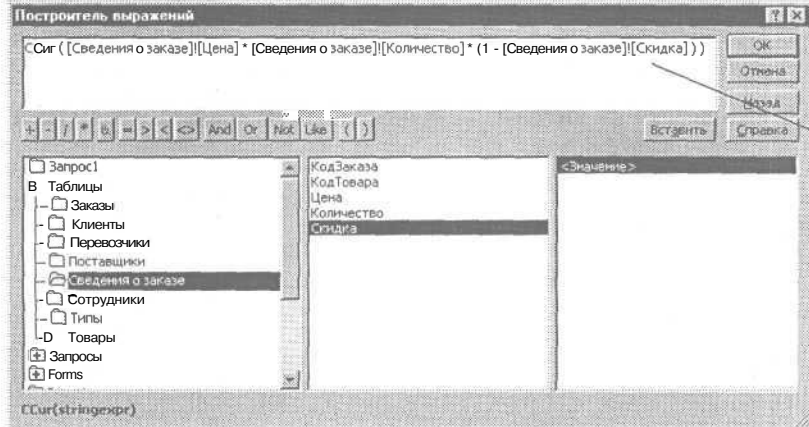 Построитель выражений
CСиг ( [Сведения о заказе]![Цена] * [Сведения о заказе]![Количество] * (1 - [Сведения о заказе]![Скидка] ) )
ОК
Отмена
Назад
+ - / * & = > < <> And Or Not Like ( )
Вставить
Справка
Запрос1
В Таблицы
Заказы
Клиенты
Перевозчики
Поставщики
Сведения о заказе
Сотрудники
Типы
-D Товары
Запросы
Forms
КодЗаказа
КодТовара
Цена
Количество
Скидка
<Значение>
CCur(stringexpr)